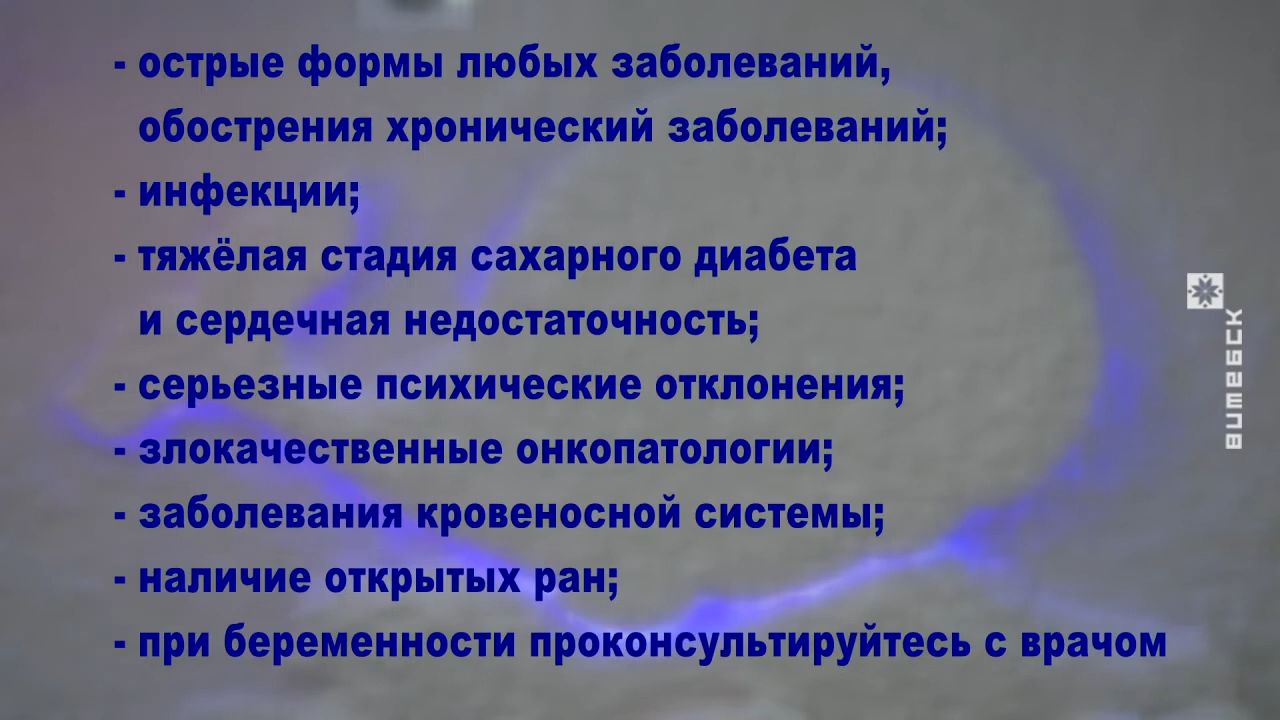 - острые формы любых заболеваний,
обострения хронический заболеваний;
- инфекции;
- тяжёлая стадия сахарного диабета
и сердечная недостаточность;
- серьезные психические отклонения;
- злокачественные онкопатологии;
- заболевания кровеносной системы;
- наличие открытых ран;
- при беременности проконсультируйтесь с врачом
витебск